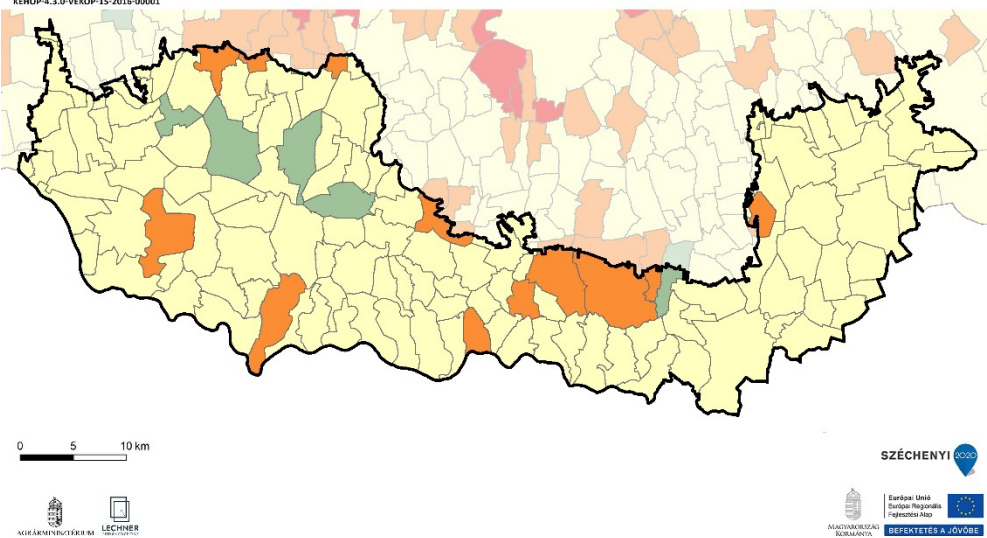 KEHOP-4.3.0-VEKOP-15-2016-00001
0 5 10 km
SZÉCHENYI 2020
AGRÁRMINISZTÉRIUM
LECHNER
MAGYARORSZÁG
KORMÁNYA
Európai Unió
Európai Regionális
Fejlesztési Alap
BEFEKTETÉS A JÖVŐBE